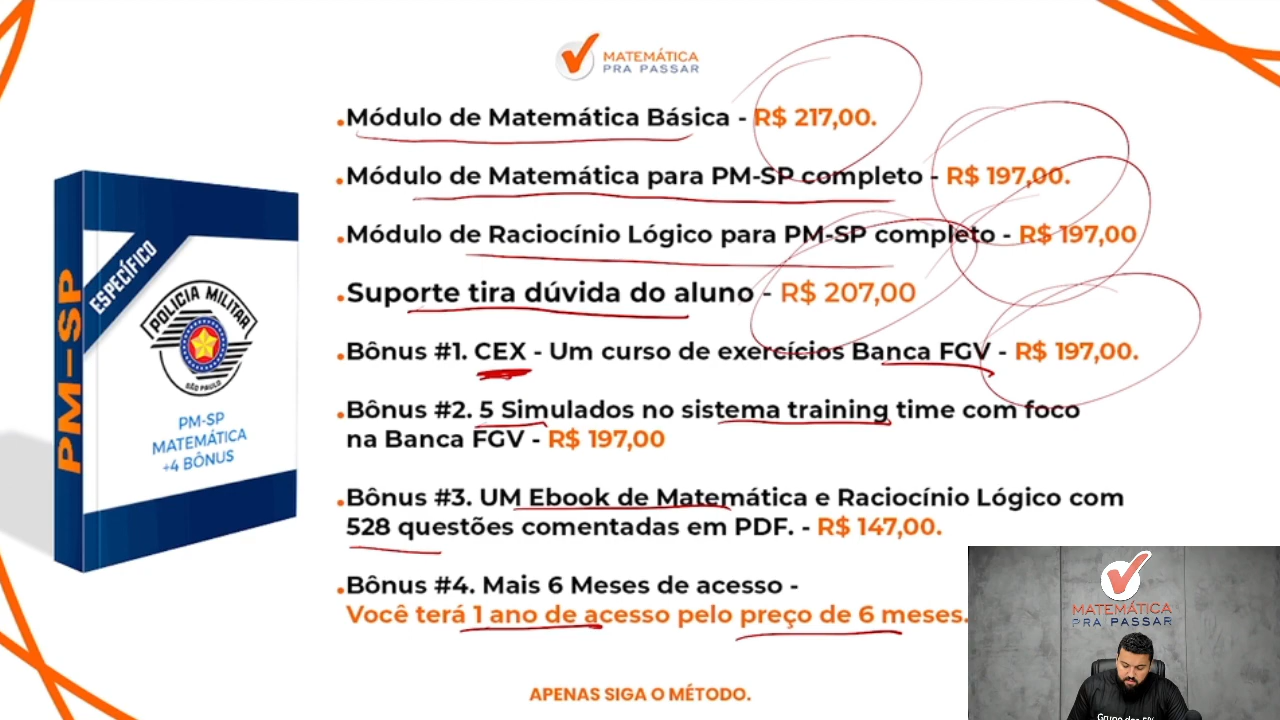 MATEMÁTICA
PRA PASSAR
.Módulo de Matemática Básica - R$ 217,00.
.Módulo de Matemática para PM-SP completo - R$ 197,00.
.Módulo de Raciocínio Lógico para PM-SP completo - R$ 197,00
.Suporte tira dúvida do aluno - R$ 207,00
.Bônus #1. CEX - Um curso de exercícios Banca FGV - R$ 197,00.
.Bônus #2. 5 Simulados no sistema training time com foco
na Banca FGV - R$ 197,00
.Bônus #3. UM Ebook de Matemática e Raciocínio Lógico com
528 questões comentadas em PDF. - R$ 147,00.
.Bônus #4. Mais 6 Meses de acesso -
Você terá 1 ano de acesso pelo preço de 6 meses.
APENAS SIGA O MÉTODO.
PM-SP
ESPECÍFICO
POLICIA MILITAR
SÃO PAULO
PM-SP
MATEMÁTICA
+4 BÔNUS
MATEMÁTICA
PRA PASSAR
Grupo dos 5%